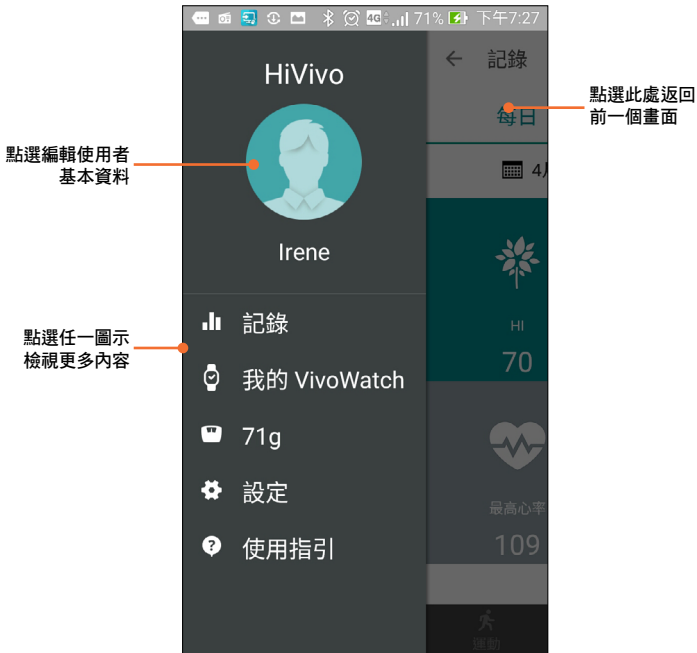 4G 71% 下午7:27
HiVivo
記錄
每日
點選此處返回
前一個畫面
點選編輯使用者
基本資料
4月
Irene
HI
70
點選任一圖示
檢視更多內容
記錄
我的 VivoWatch
71g
設定
使用指引
最高心率
109
運動